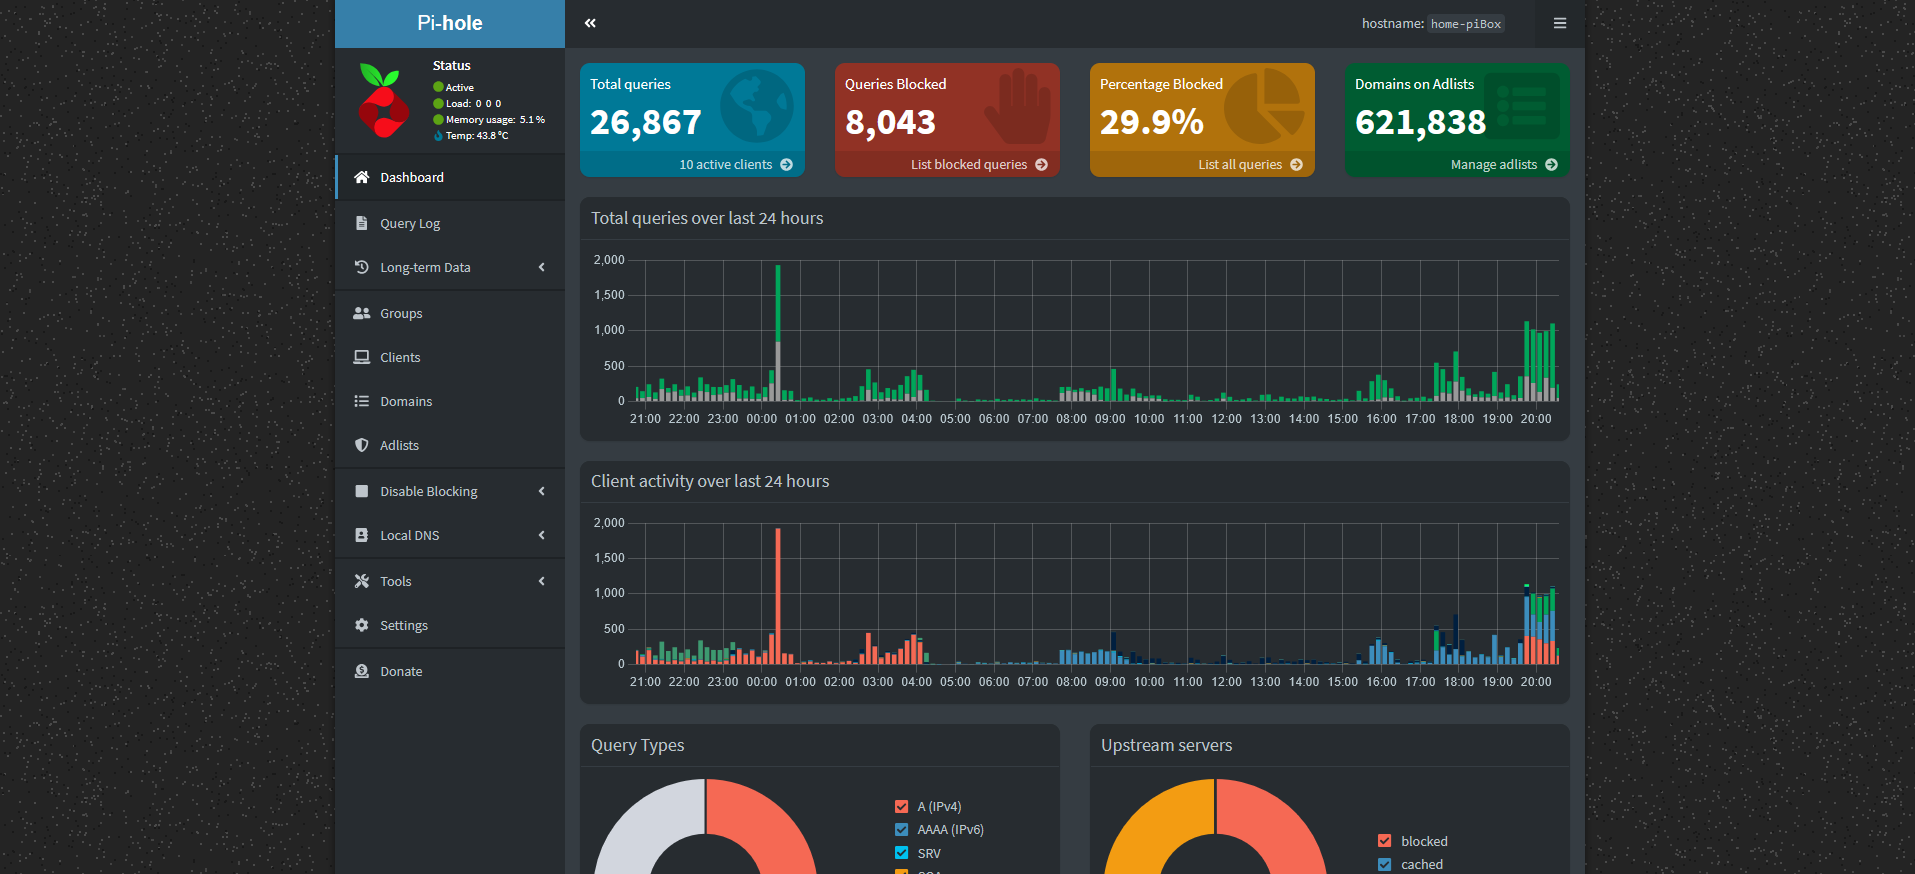 Pi-hole
hostname: home-piBox
Status
Active
Load: 0 0 0
Memory usage: 5.1 %
Temp: 43.8 °C
Dashboard
Query Log
Long-term Data
Groups
Clients
Domains
Adlists
Disable Blocking
Local DNS
Tools
Settings
Donate
Total queries
26,867
10 active clients
Queries Blocked
8,043
List blocked queries
Percentage Blocked
29.9%
List all queries
Domains on Adlists
621,838
Manage adlists
Total queries over last 24 hours
2,000
1,500
1,000
500
0
21:00 22:00 23:00 00:00 01:00 02:00 03:00 04:00 05:00 06:00 07:00 08:00 09:00 10:00 11:00 12:00 13:00 14:00 15:00 16:00 17:00 18:00 19:00 20:00
Client activity over last 24 hours
2,000
1,500
1,000
500
0
21:00 22:00 23:00 00:00 01:00 02:00 03:00 04:00 05:00 06:00 07:00 08:00 09:00 10:00 11:00 12:00 13:00 14:00 15:00 16:00 17:00 18:00 19:00 20:00
Query Types
A (IPv4)
AAAA (IPv6)
SRV
Upstream servers
blocked
cached